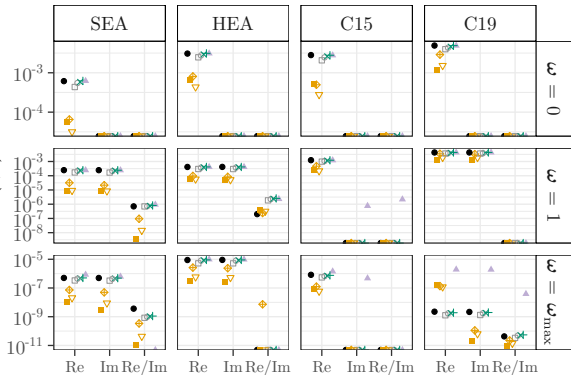 SEA HEA C15 C19
10⁻³
10⁻⁴
ε = 0
10⁻³
10⁻⁴
10⁻⁵
10⁻⁶
10⁻⁷
10⁻⁸
ε = 1
10⁻⁵
10⁻⁷
10⁻⁹
10⁻¹¹
ε = εmax
Re Im Re/Im Re Im Re/Im Re Im Re/Im Re Im Re/Im